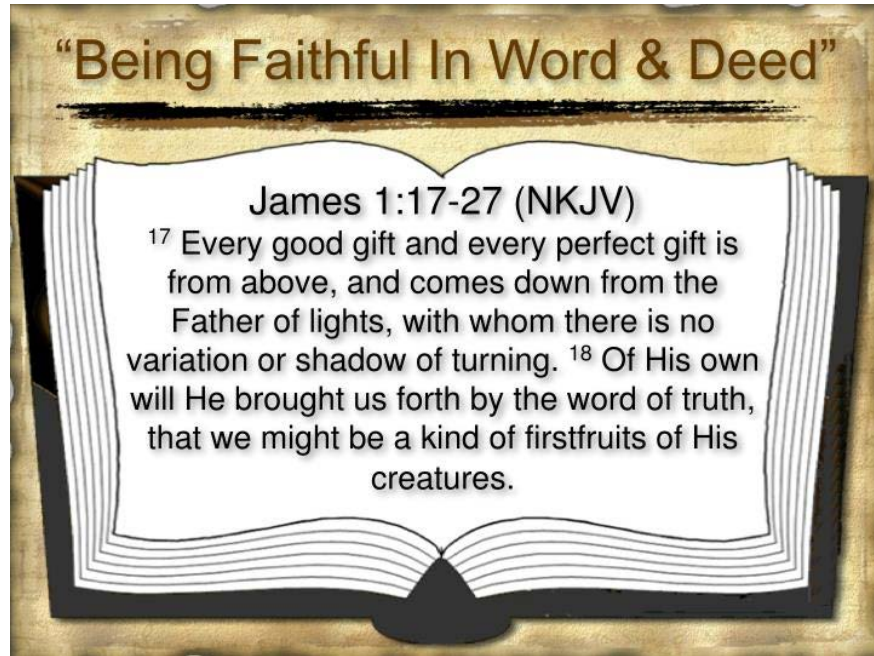 “Being Faithful In Word & Deed”
James 1:17-27 (NKJV)
17 Every good gift and every perfect gift is
from above, and comes down from the
Father of lights, with whom there is no
variation or shadow of turning. 18 Of His own
will He brought us forth by the word of truth,
that we might be a kind of firstfruits of His
creatures.